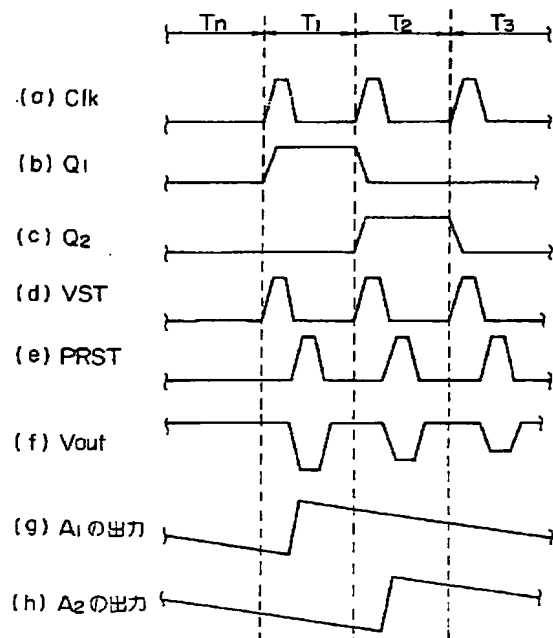 Tn T1 T2 T3
(a) Clk
(b) Q1
(c) Q2
(d) VST
(e) PRST
(f) Vout
(g) A1の出力
(h) A2の出力